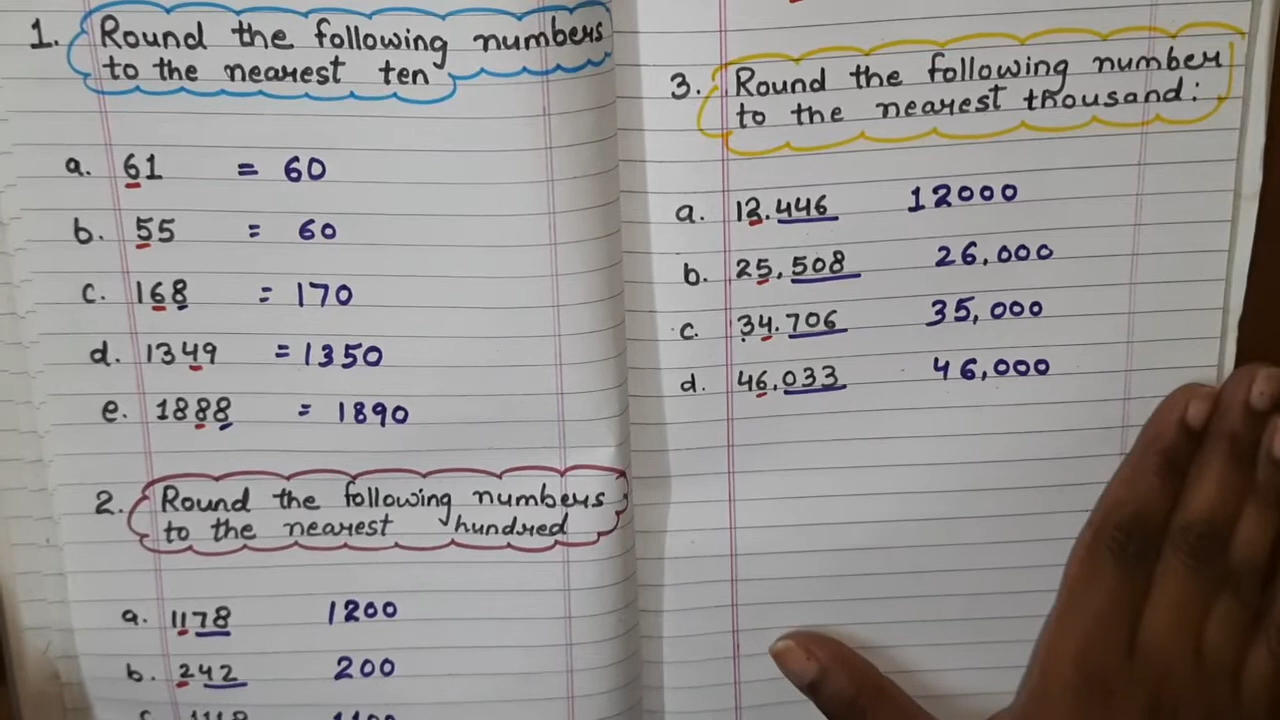 1. Round the following numbers
to the nearest ten
a. 61 = 60
b. 55 = 60
c. 168 = 170
d. 1349 = 1350
e. 1888 = 1890
2. Round the following numbers
to the nearest hundred
a. 1178 1200
b. 242 200
3. Round the following number
to the nearest thousand:
a. 12.446 12000
b. 25,508 26,000
c. 34.706 35,000
d. 46,033 46,000